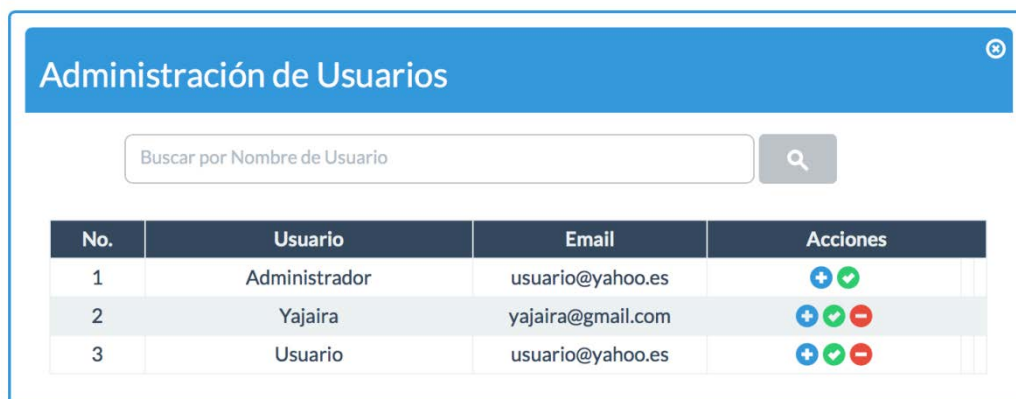 Administración de Usuarios
Buscar por Nombre de Usuario
No. Usuario Email Acciones
1 Administrador usuario@yahoo.es
2 Yajaira yajaira@gmail.com
3 Usuario usuario@yahoo.es